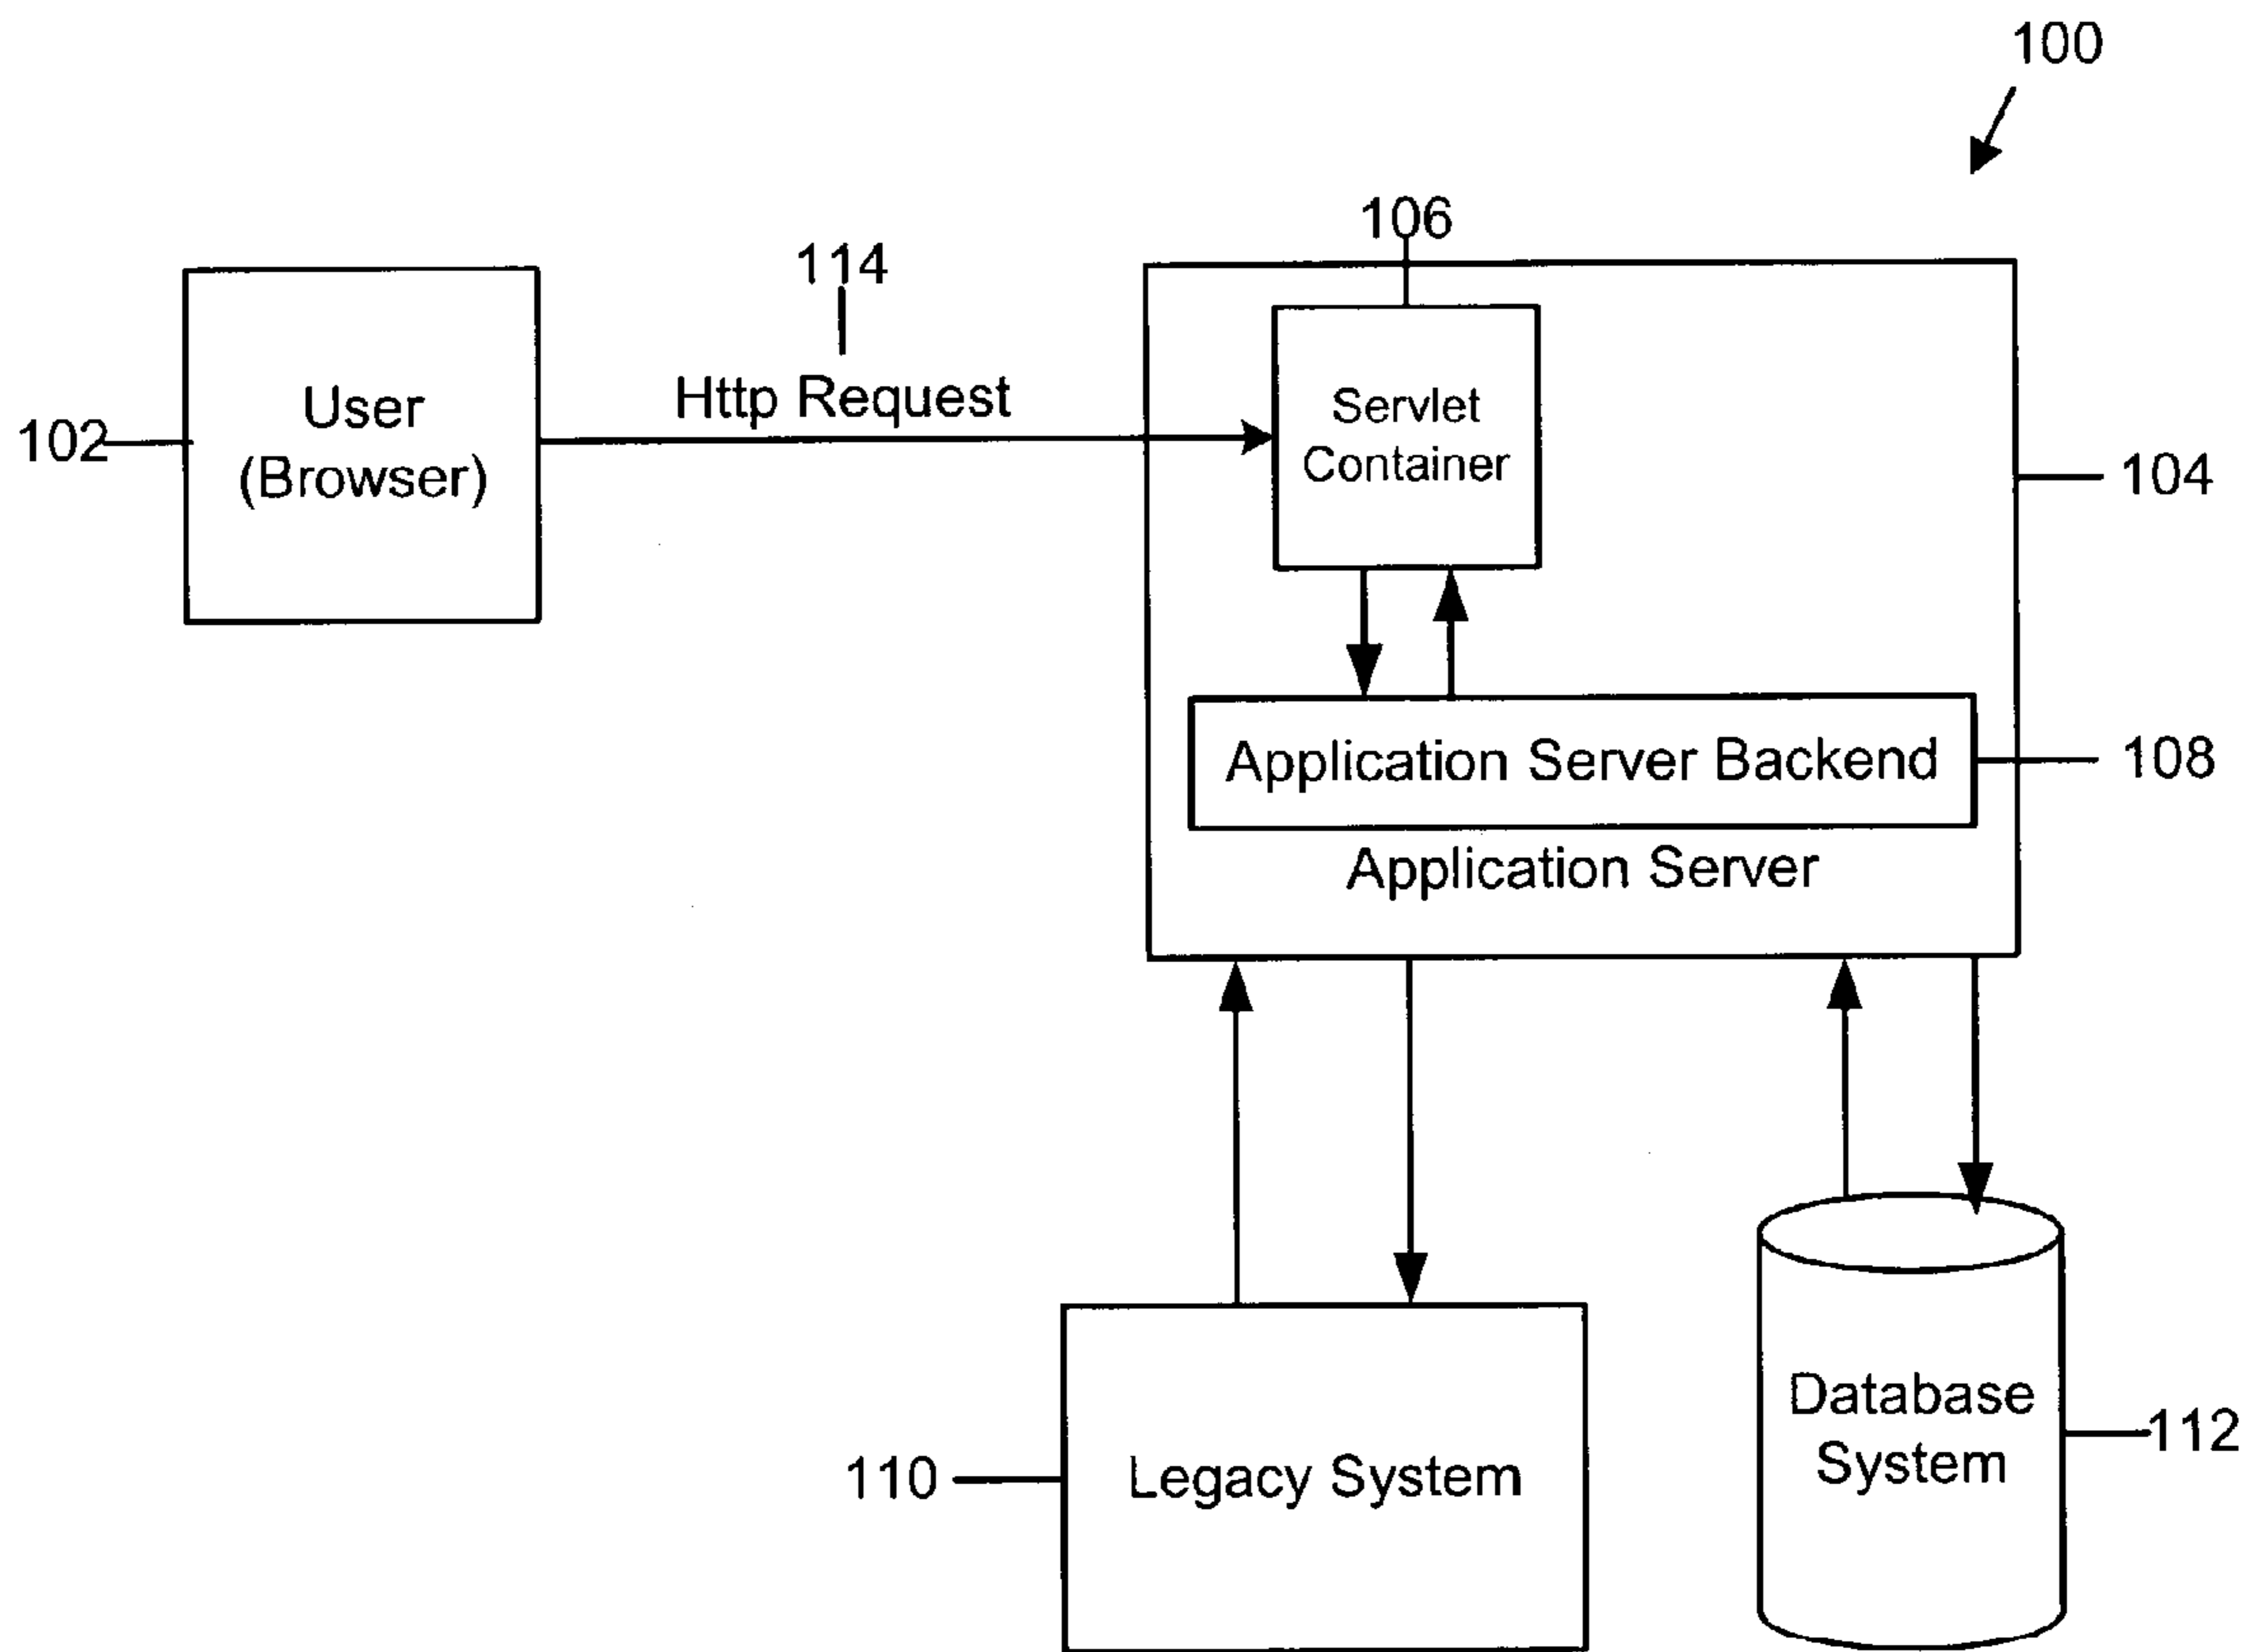 100
106
114
Http Request
User
(Browser)
102
Servlet
Container
104
Application Server Backend
108
Application Server
Legacy System
110
Database
System
112